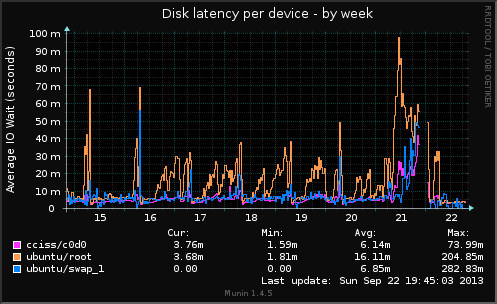 Disk latency per device - by week
RRDTOOL / TOBI OETIKER
Average IO Wait (seconds)
100 m
90 m
80 m
70 m
60 m
50 m
40 m
30 m
20 m
10 m
0
15 16 17 18 19 20 21 22
Cur: Min: Avg: Max:
cciss/c0d0 3.76m 1.59m 6.14m 73.99m
ubuntu/root 3.68m 1.81m 16.11m 204.85m
ubuntu/swap_1 0.00 0.00 6.85m 282.83m
Last update: Sun Sep 22 19:45:03 2013
Munin 1.4.5